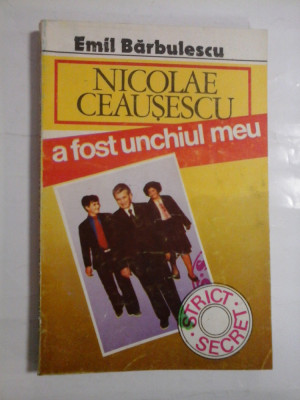 Emil Bărbulescu
NICOLAE
CEAUȘESCU
a fost unchiul meu
STRICT
SECRET